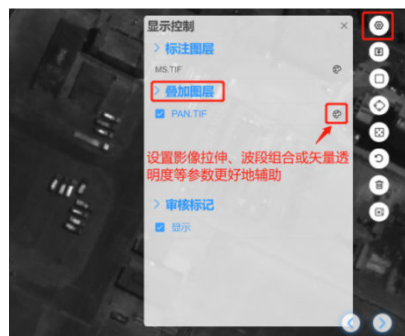 显示控制
标注图层
MS.TIF
叠加图层
PAN.TIF
设置影像拉伸、波段组合或矢量透
明度等参数更好地辅助
审核标记
显示